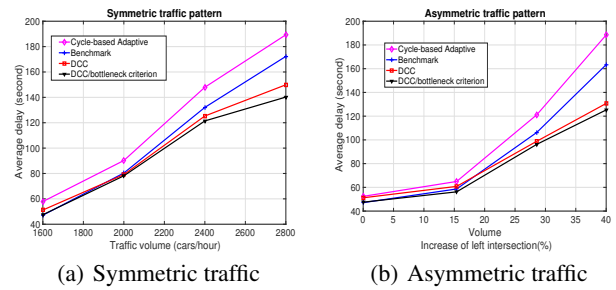 Symmetric traffic pattern
200
180
160
140
120
100
80
60
40
Average delay (second)
Cycle-based Adaptive
Benchmark
DCC
DCC/bottleneck criterion
1600 2000 2400 2800
Traffic volume (cars/hour)
(a) Symmetric traffic
Asymmetric traffic pattern
200
180
160
140
120
100
80
60
40
Average delay (second)
Cycle-based Adaptive
Benchmark
DCC
DCC/bottleneck criterion
0 5 10 15 20 25 30 35 40
Volume
Increase of left intersection(%)
(b) Asymmetric traffic